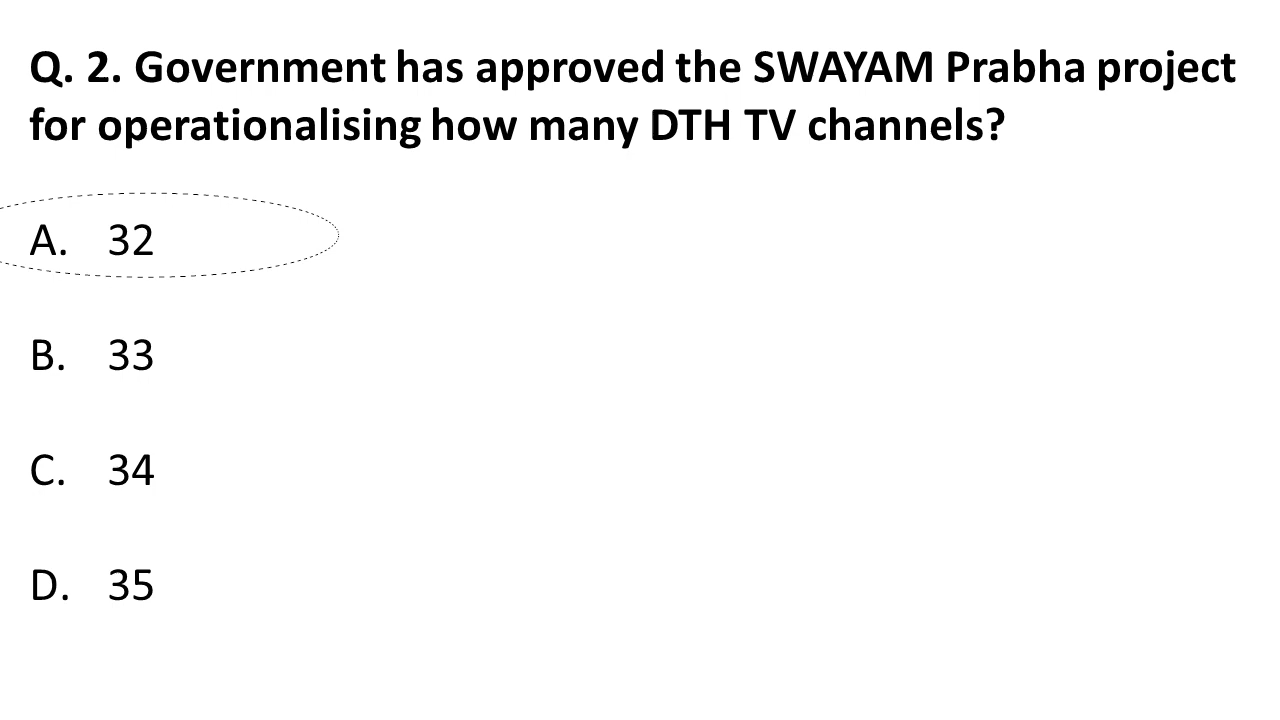 Q. 2. Government has approved the SWAYAM Prabha project
for operationalising how many DTH TV channels?
A. 32
B. 33
C. 34
D. 35